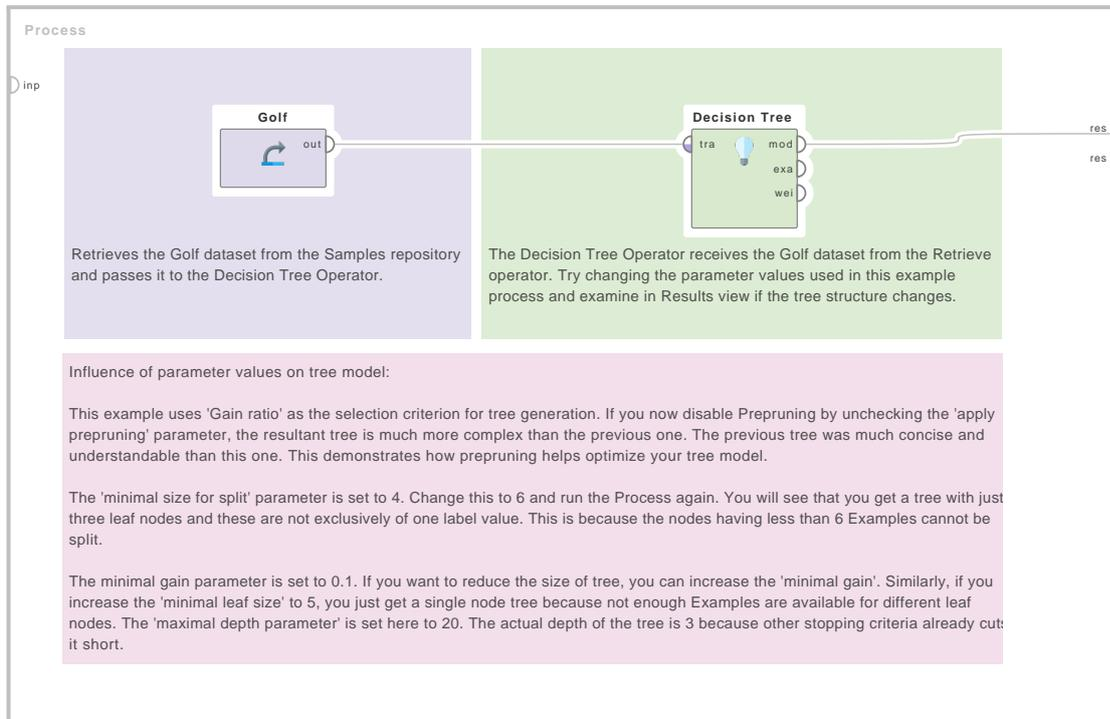 Process
inp
Golf
out
Decision Tree
tra
mod
exa
wei
res
res
Retrieves the Golf dataset from the Samples repository
and passes it to the Decision Tree Operator.
The Decision Tree Operator receives the Golf dataset from the Retrieve
operator. Try changing the parameter values used in this example
process and examine in Results view if the tree structure changes.
Influence of parameter values on tree model:
This example uses 'Gain ratio' as the selection criterion for tree generation. If you now disable Prepruning by unchecking the 'apply
prepruning' parameter, the resultant tree is much more complex than the previous one. The previous tree was much concise and
understandable than this one. This demonstrates how prepruning helps optimize your tree model.
The 'minimal size for split' parameter is set to 4. Change this to 6 and run the Process again. You will see that you get a tree with just
three leaf nodes and these are not exclusively of one label value. This is because the nodes having less than 6 Examples cannot be
split.
The minimal gain parameter is set to 0.1. If you want to reduce the size of tree, you can increase the 'minimal gain'. Similarly, if you
increase the 'minimal leaf size' to 5, you just get a single node tree because not enough Examples are available for different leaf
nodes. The 'maximal depth parameter' is set here to 20. The actual depth of the tree is 3 because other stopping criteria already cuts
it short.